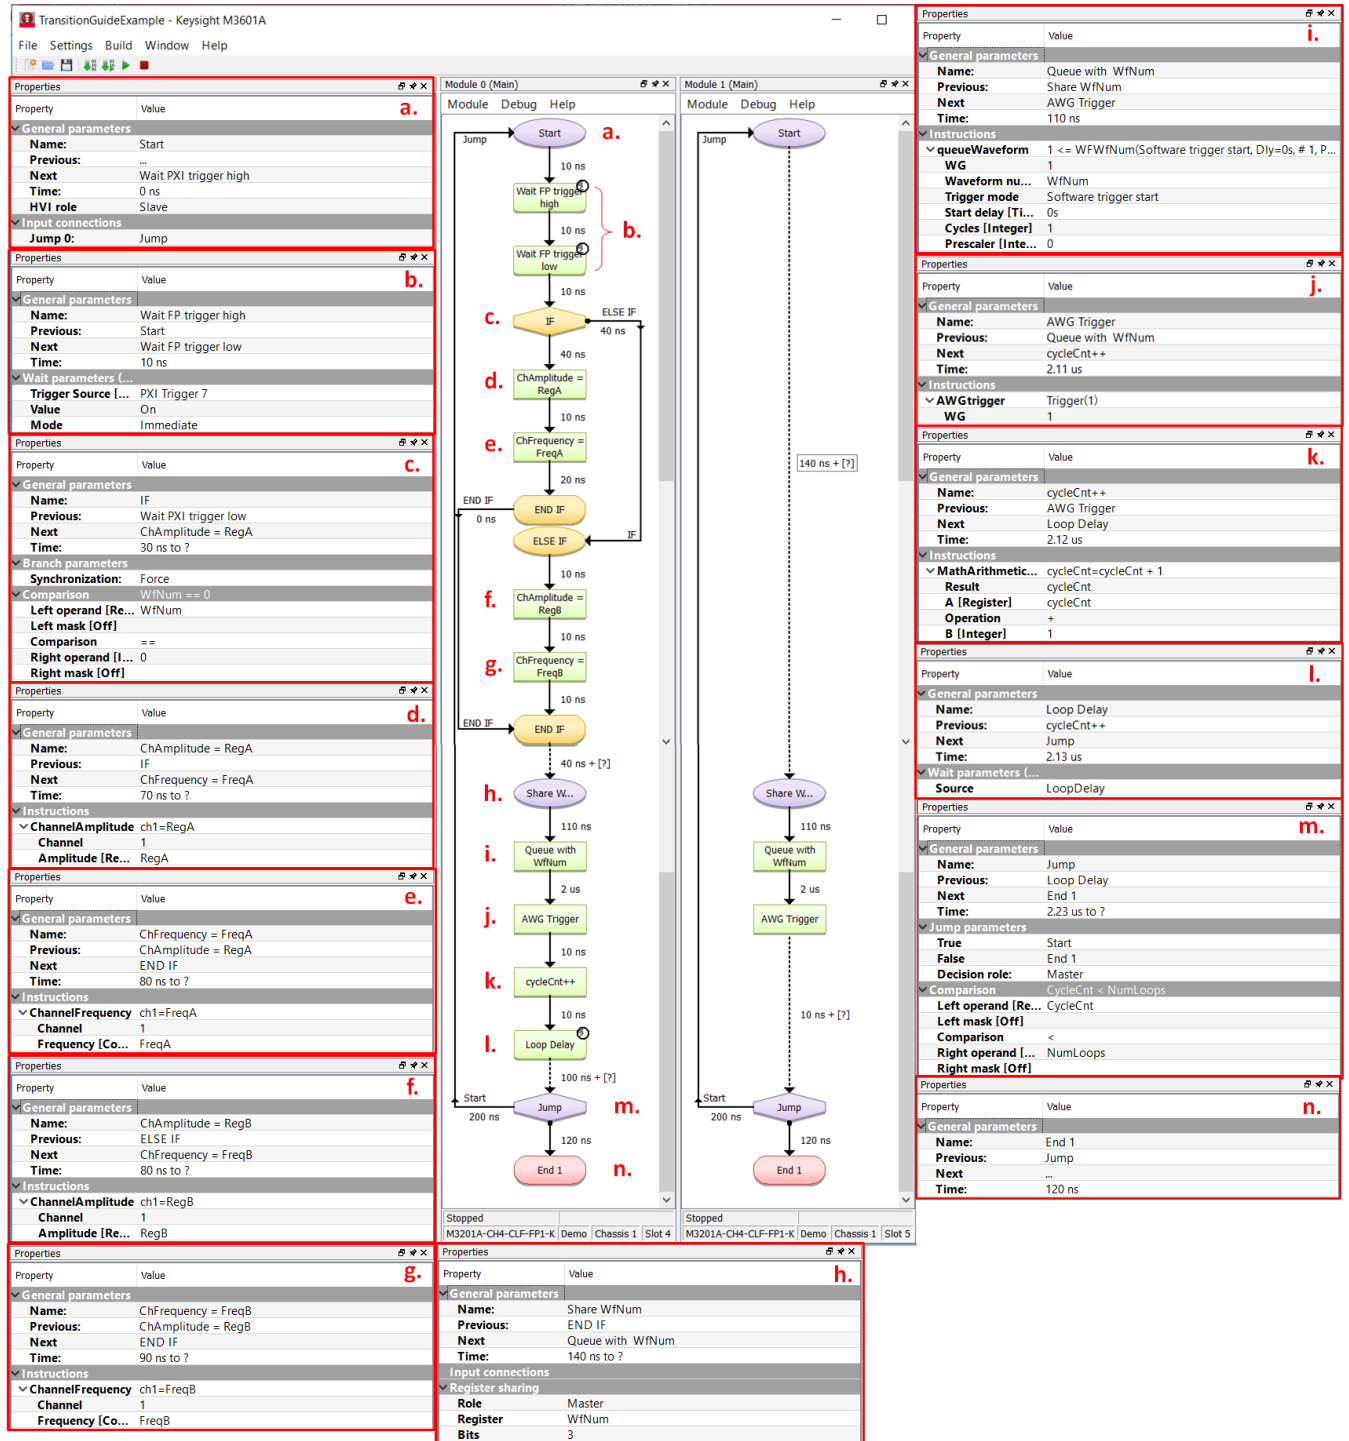 TransitionGuideExample - Keysight M3601A
File Settings Build Window Help
Properties
Property Value a.
General parameters
Name: Start
Previous: ...
Next Wait PXI trigger high
Time: 0 ns
HVI role Slave
Input connections
Jump 0: Jump
Properties
Property Value b.
General parameters
Name: Wait FP trigger high
Previous: Start
Next Wait FP trigger low
Time: 10 ns
Wait parameters (...
Trigger Source [... PXI Trigger 7
Value On
Mode Immediate
Properties
Property Value c.
General parameters
Name: IF
Previous: Wait PXI trigger low
Next ChAmplitude = RegA
Time: 30 ns to ?
Branch parameters
Synchronization: Force
Comparison WfNum == 0
Left operand [Re... WfNum
Left mask [Off]
Comparison ==
Right operand [I... 0
Right mask [Off]
Properties
Property Value d.
General parameters
Name: ChAmplitude = RegA
Previous: IF
Next ChFrequency = FreqA
Time: 70 ns to ?
Instructions
ChannelAmplitude ch1=RegA
Channel 1
Amplitude [Re... RegA
Properties
Property Value e.
General parameters
Name: ChFrequency = FreqA
Previous: ChAmplitude = RegA
Next END IF
Time: 80 ns to ?
Instructions
ChannelFrequency ch1=FreqA
Channel 1
Frequency [Co... FreqA
Properties
Property Value f.
General parameters
Name: ChAmplitude = RegB
Previous: ELSE IF
Next ChFrequency = FreqB
Time: 80 ns to ?
Instructions
ChannelAmplitude ch1=RegB
Channel 1
Amplitude [Re... RegB
Properties
Property Value g.
General parameters
Name: ChFrequency = FreqB
Previous: ChAmplitude = RegB
Next END IF
Time: 90 ns to ?
Instructions
ChannelFrequency ch1=FreqB
Channel 1
Frequency [Co... FreqB
Module 0 (Main)
Module Debug Help
Jump
Start a.
10 ns
Wait FP trigger
high
b.
10 ns
Wait FP trigger
low
10 ns
c. IF
ELSE IF
40 ns
40 ns
d. ChAmplitude =
RegA
10 ns
e. ChFrequency =
FreqA
20 ns
END IF
0 ns
END IF
ELSE IF
IF
10 ns
f. ChAmplitude =
RegB
10 ns
g. ChFrequency =
FreqB
10 ns
END IF
END IF
40 ns + [?]
h. Share W...
110 ns
i. Queue with
WfNum
2 us
j. AWG Trigger
10 ns
k. cycleCnt++
10 ns
l. Loop Delay
100 ns + [?]
Start
200 ns
Jump m.
120 ns
End 1 n.
Stopped
M3201A-CH4-CLF-FP1-K Demo Chassis 1 Slot 4
Module 1 (Main)
Module Debug Help
Jump
Start
140 ns + [?]
Share W...
110 ns
Queue with
WfNum
2 us
AWG Trigger
10 ns + [?]
Start
200 ns
Jump
120 ns
End 1
Stopped
M3201A-CH4-CLF-FP1-K Demo Chassis 1 Slot 5
Properties
Property Value h.
General parameters
Name: Share WfNum
Previous: END IF
Next Queue with WfNum
Time: 140 ns to ?
Input connections
Register sharing
Role Master
Register WfNum
Bits 3
Properties
Property Value i.
General parameters
Name: Queue with WfNum
Previous: Share WfNum
Next AWG Trigger
Time: 110 ns
Instructions
queueWaveform 1 <= WFWfNum(Software trigger start, Dly=0s, # 1, P...
WG 1
Waveform nu... WfNum
Trigger mode Software trigger start
Start delay [Ti... 0s
Cycles [Integer] 1
Prescaler [Inte... 0
Properties
Property Value j.
General parameters
Name: AWG Trigger
Previous: Queue with WfNum
Next cycleCnt++
Time: 2.11 us
Instructions
AWGtrigger Trigger(1)
WG 1
Properties
Property Value k.
General parameters
Name: cycleCnt++
Previous: AWG Trigger
Next Loop Delay
Time: 2.12 us
Instructions
MathArithmetic... cycleCnt=cycleCnt + 1
Result cycleCnt
A [Register] cycleCnt
Operation +
B [Integer] 1
Properties
Property Value l.
General parameters
Name: Loop Delay
Previous: cycleCnt++
Next Jump
Time: 2.13 us
Wait parameters (...
Source LoopDelay
Properties
Property Value m.
General parameters
Name: Jump
Previous: Loop Delay
Next End 1
Time: 2.23 us to ?
Jump parameters
True Start
False End 1
Decision role: Master
Comparison CycleCnt < NumLoops
Left operand [Re... CycleCnt
Left mask [Off]
Comparison <
Right operand [... NumLoops
Right mask [Off]
Properties
Property Value n.
General parameters
Name: End 1
Previous: Jump
Next ...
Time: 120 ns